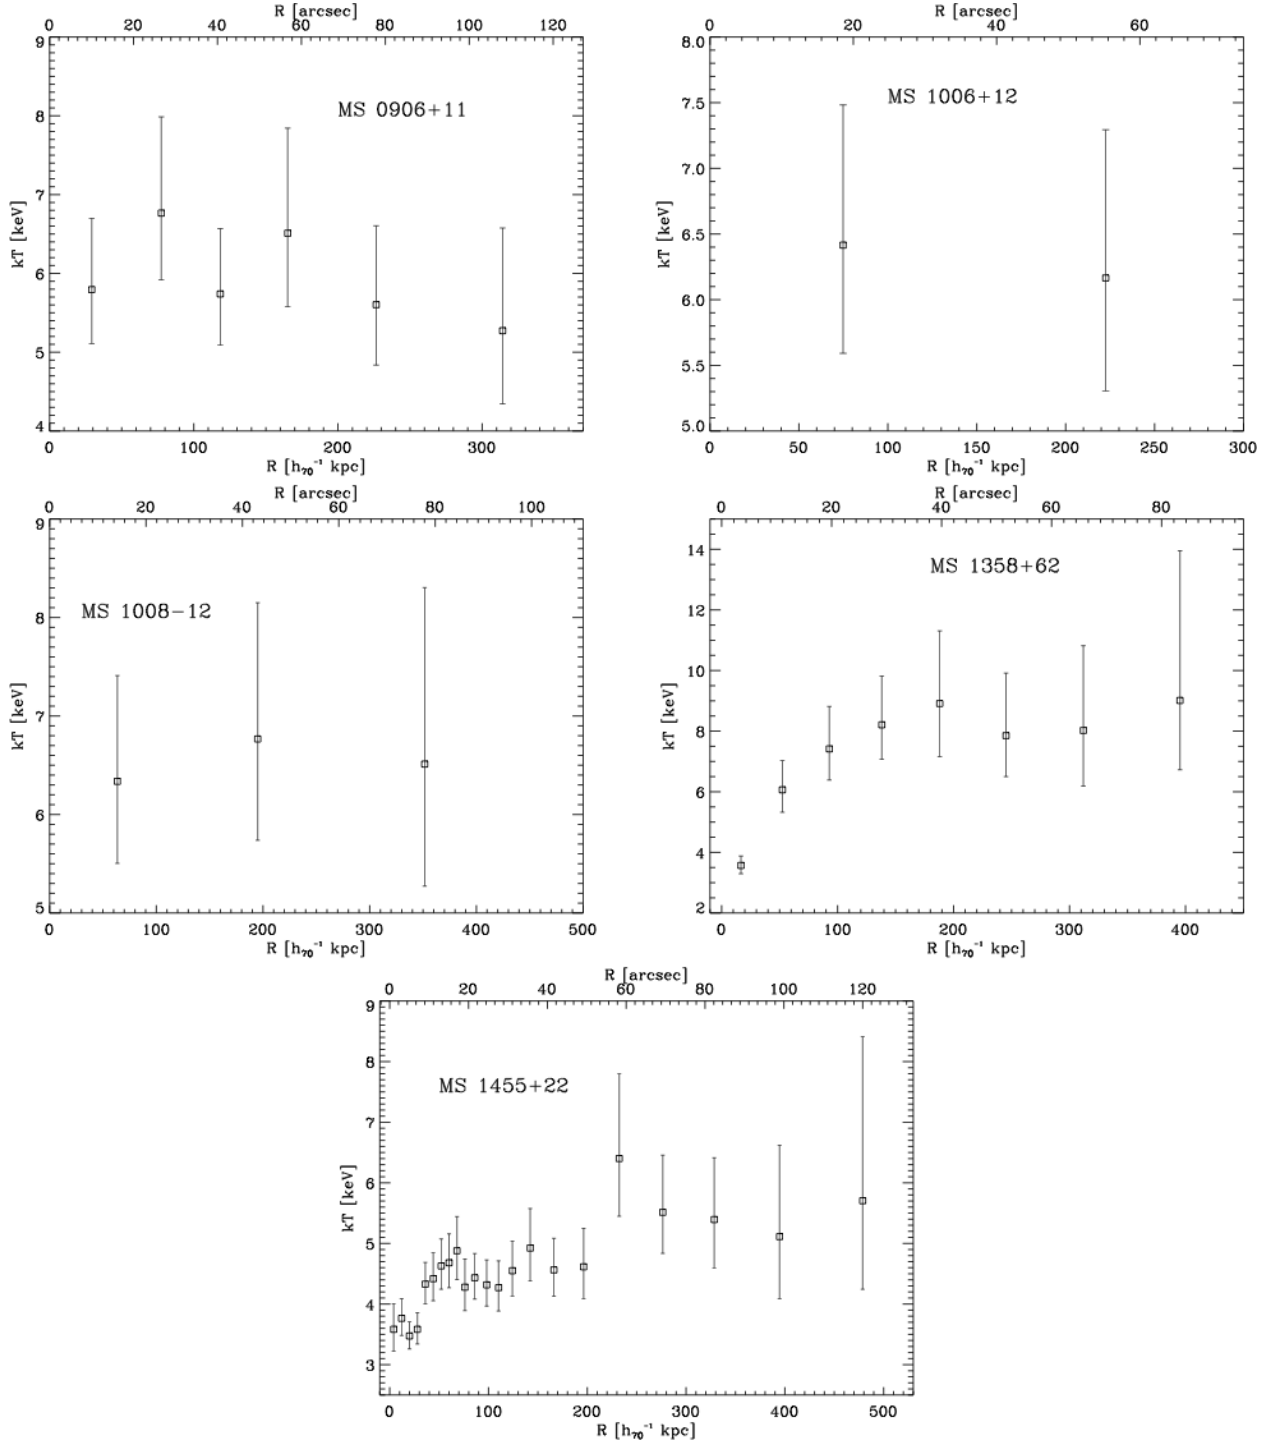 R [arcsec]
0 20 40 60 80 100 120
9
8
7
6
5
4
kT [keV]
MS 0906+11
0 100 200 300
R [h₇₀⁻¹ kpc]
R [arcsec]
0 20 40 60
8.0
7.5
7.0
6.5
6.0
5.5
5.0
kT [keV]
MS 1006+12
0 50 100 150 200 250 300
R [h₇₀⁻¹ kpc]
R [arcsec]
0 20 40 60 80 100
9
8
7
6
5
kT [keV]
MS 1008−12
0 100 200 300 400 500
R [h₇₀⁻¹ kpc]
R [arcsec]
0 20 40 60 80
14
12
10
8
6
4
2
kT [keV]
MS 1358+62
0 100 200 300 400
R [h₇₀⁻¹ kpc]
R [arcsec]
0 20 40 60 80 100 120
9
8
7
6
5
4
3
kT [keV]
MS 1455+22
0 100 200 300 400 500
R [h₇₀⁻¹ kpc]